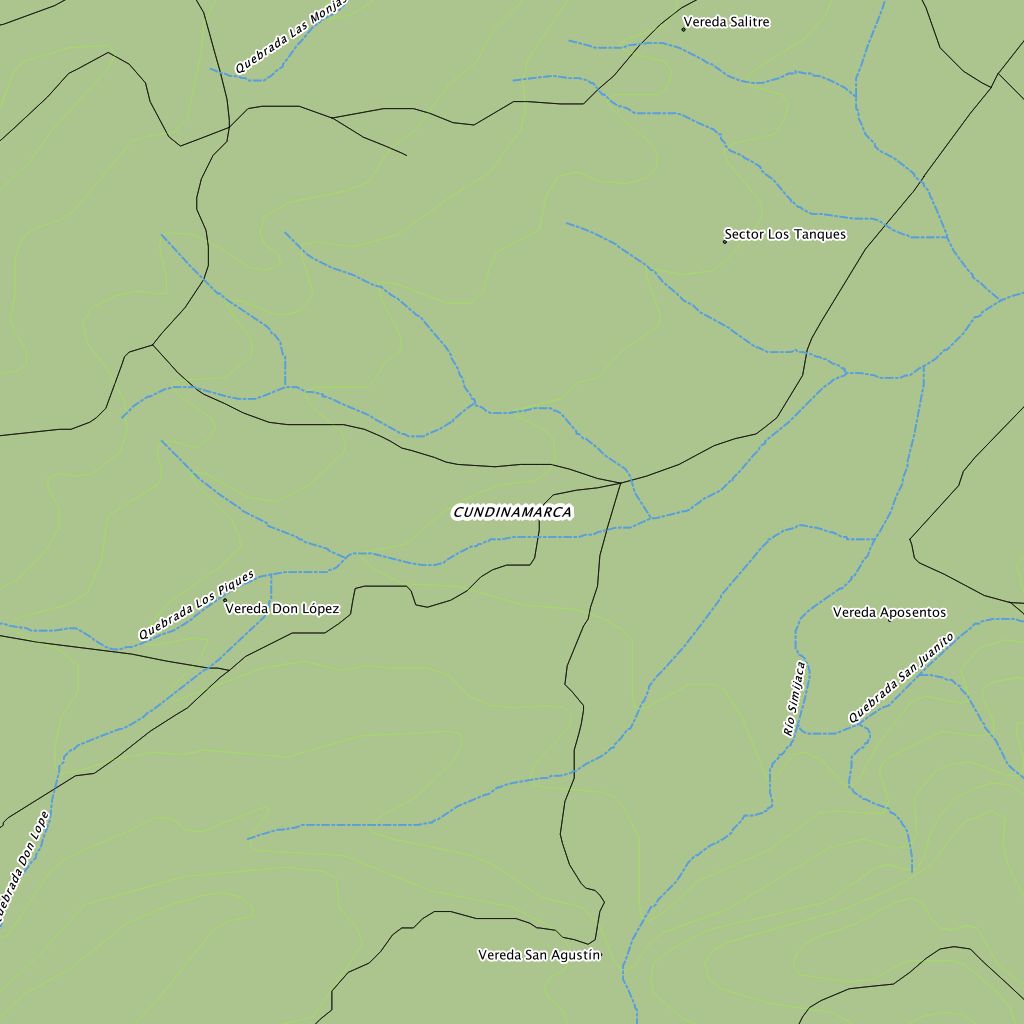 Quebrada Las Monjas
Vereda Salitre
Sector Los Tanques
CUNDINAMARCA
Quebrada Los Piques
Vereda Don López
Vereda Aposentos
Quebrada San Juanito
Río Simijaca
Quebrada Don Lope
Vereda San Agustín